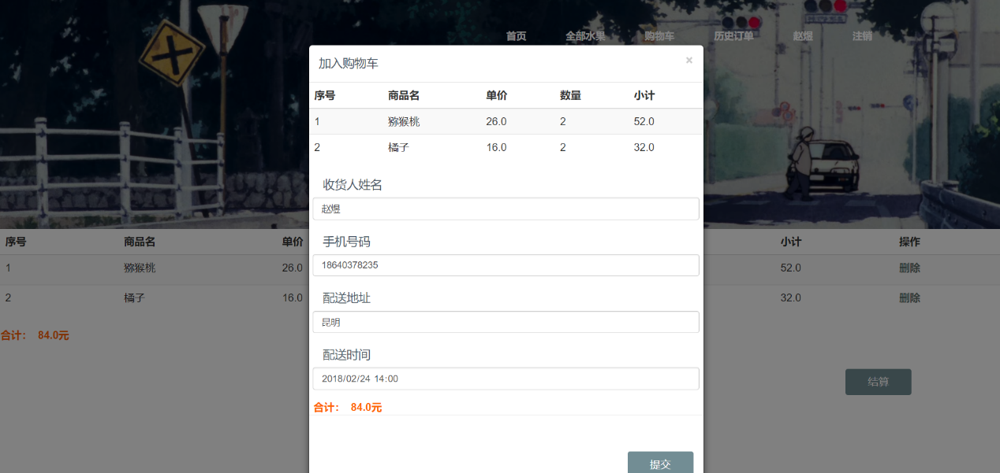 首页 全部水果 购物车 历史订单 赵煜 注销
加入购物车 ×
序号 商品名 单价 数量 小计
1 猕猴桃 26.0 2 52.0
2 橘子 16.0 2 32.0
收货人姓名
赵煜
手机号码
18640378235
配送地址
昆明
配送时间
2018/02/24 14:00
合计: 84.0元
提交
序号 商品名 单价 小计 操作
1 猕猴桃 26.0 52.0 删除
2 橘子 16.0 32.0 删除
合计: 84.0元
结算